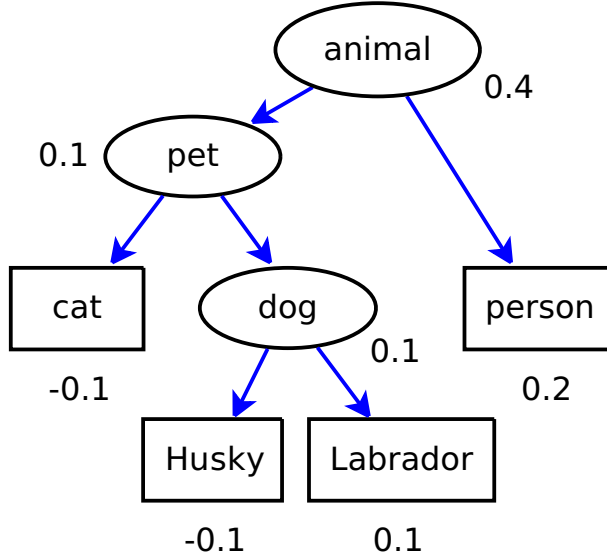 animal
0.4
0.1
pet
cat
dog
person
-0.1
0.1
0.2
Husky
Labrador
-0.1
0.1